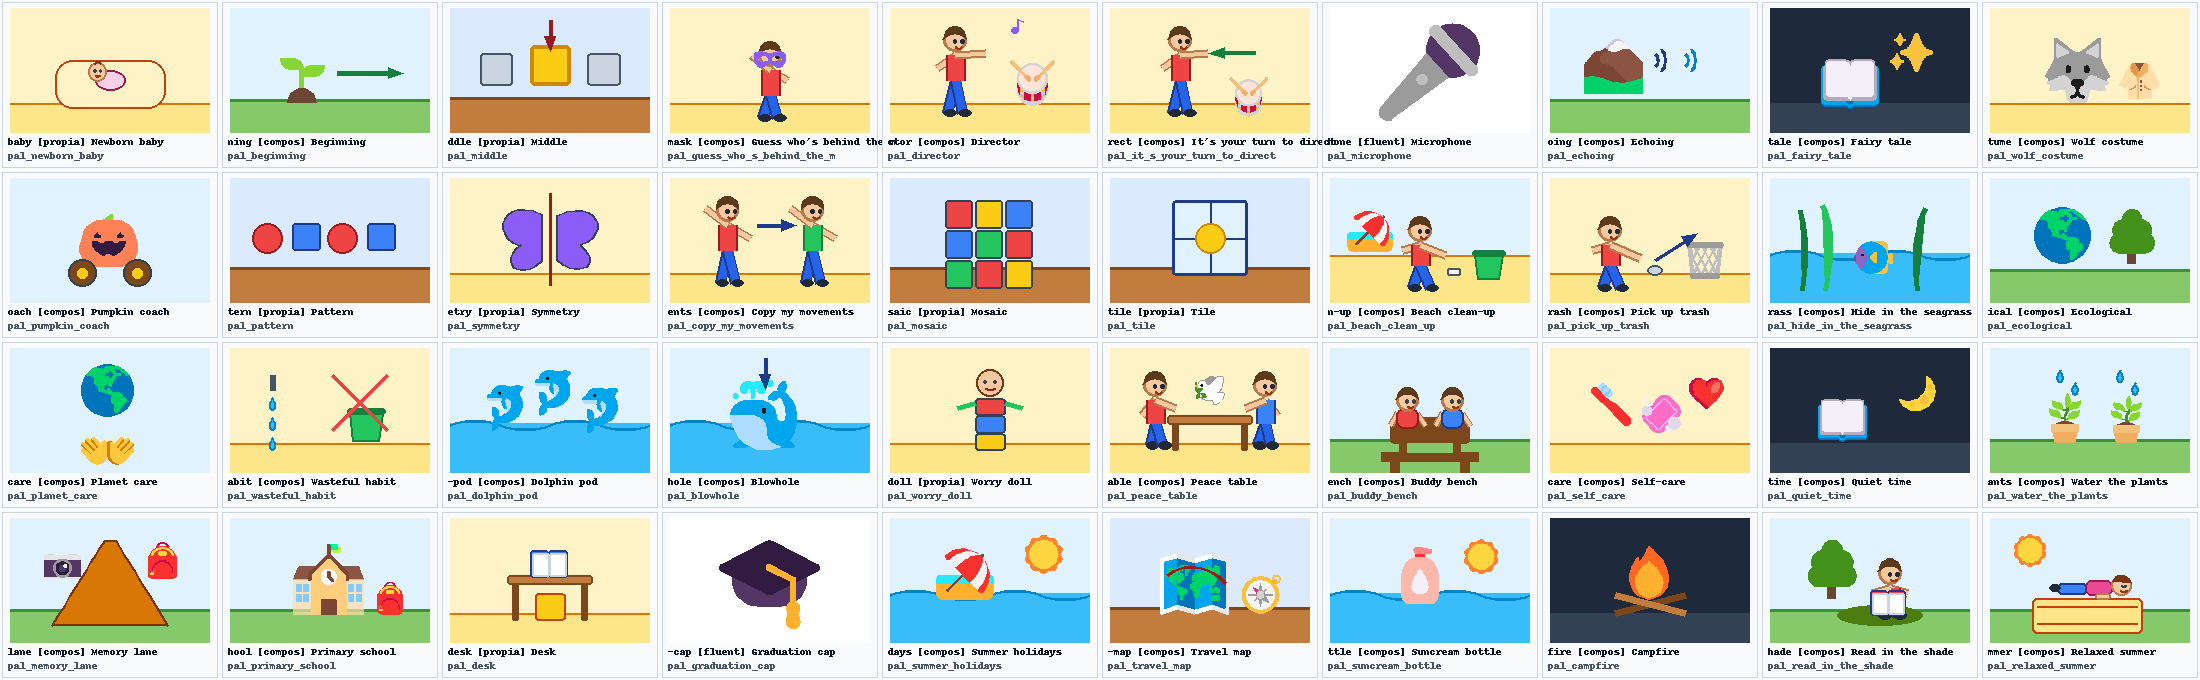 baby [propia] Newborn baby
pal_newborn_baby
ning [compos] Beginning
pal_beginning
ddle [propia] Middle
pal_middle
mask [compos] Guess who's behind the
pal_guess_who_s_behind_the_m
ctor [compos] Director
pal_director
rect [compos] It's your turn to direct
pal_it_s_your_turn_to_direct
one [fluent] Microphone
pal_microphone
oing [compos] Echoing
pal_echoing
tale [compos] Fairy tale
pal_fairy_tale
tume [compos] Wolf costume
pal_wolf_costume
oach [compos] Pumpkin coach
pal_pumpkin_coach
tern [propia] Pattern
pal_pattern
etry [propia] Symmetry
pal_symmetry
ents [compos] Copy my movements
pal_copy_my_movements
saic [propia] Mosaic
pal_mosaic
tile [propia] Tile
pal_tile
n-up [compos] Beach clean-up
pal_beach_clean_up
rash [compos] Pick up trash
pal_pick_up_trash
rass [compos] Hide in the seagrass
pal_hide_in_the_seagrass
ical [compos] Ecological
pal_ecological
care [compos] Planet care
pal_planet_care
abit [compos] Wasteful habit
pal_wasteful_habit
-pod [compos] Dolphin pod
pal_dolphin_pod
hole [compos] Blowhole
pal_blowhole
doll [propia] Worry doll
pal_worry_doll
able [compos] Peace table
pal_peace_table
ench [compos] Buddy bench
pal_buddy_bench
care [compos] Self-care
pal_self_care
time [compos] Quiet time
pal_quiet_time
ants [compos] Water the plants
pal_water_the_plants
lane [compos] Memory lane
pal_memory_lane
hool [compos] Primary school
pal_primary_school
desk [propia] Desk
pal_desk
-cap [fluent] Graduation cap
pal_graduation_cap
days [compos] Summer holidays
pal_summer_holidays
-map [compos] Travel map
pal_travel_map
ttle [compos] Suncream bottle
pal_suncream_bottle
fire [compos] Campfire
pal_campfire
hade [compos] Read in the shade
pal_read_in_the_shade
mmer [compos] Relaxed summer
pal_relaxed_summer